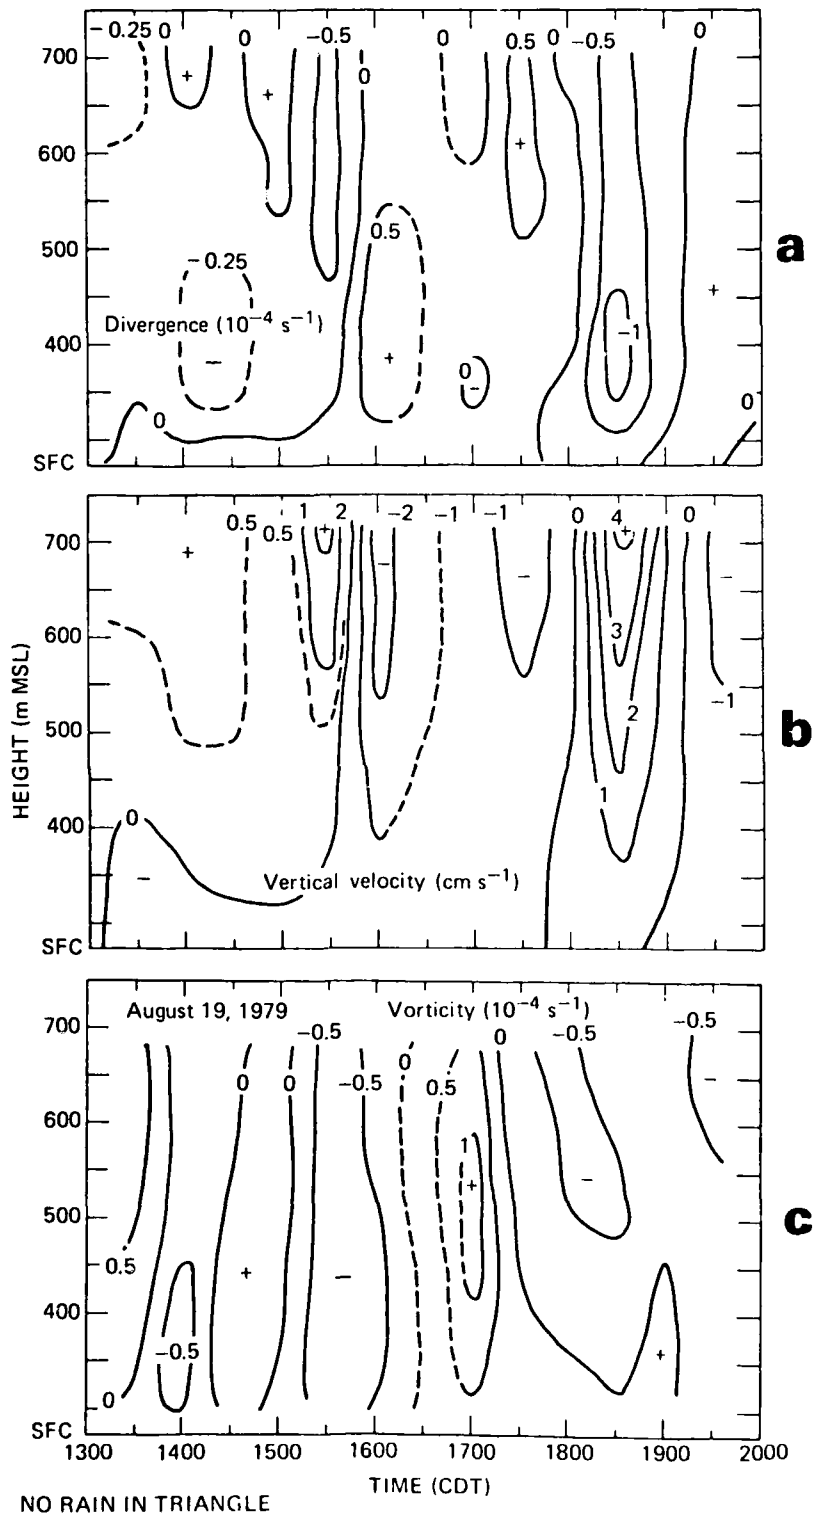 -0.25 0 0 -0.5 0 0.5 0 -0.5 0
700
0
+
+
600
+
500
0.5
-0.25
a
+
Divergence (10⁻⁴ s⁻¹)
400
-1
+
-
0
-
0
0
SFC
0.5 0.5 1 2 -2 -1 -1 0 4 0
+
+
700
+
-
-
-
600
3
-1
2
500
b
HEIGHT (m MSL)
1
400
0
-
Vertical velocity (cm s⁻¹)
SFC
August 19, 1979 Vorticity (10⁻⁴ s⁻¹)
700
-0.5 0 -0.5 -0.5
0 0 -0.5 0 0.5
-
600
1
+
-
500
c
0.5
+
-
400
-0.5
+
0
SFC
1300 1400 1500 1600 1700 1800 1900 2000
TIME (CDT)
NO RAIN IN TRIANGLE